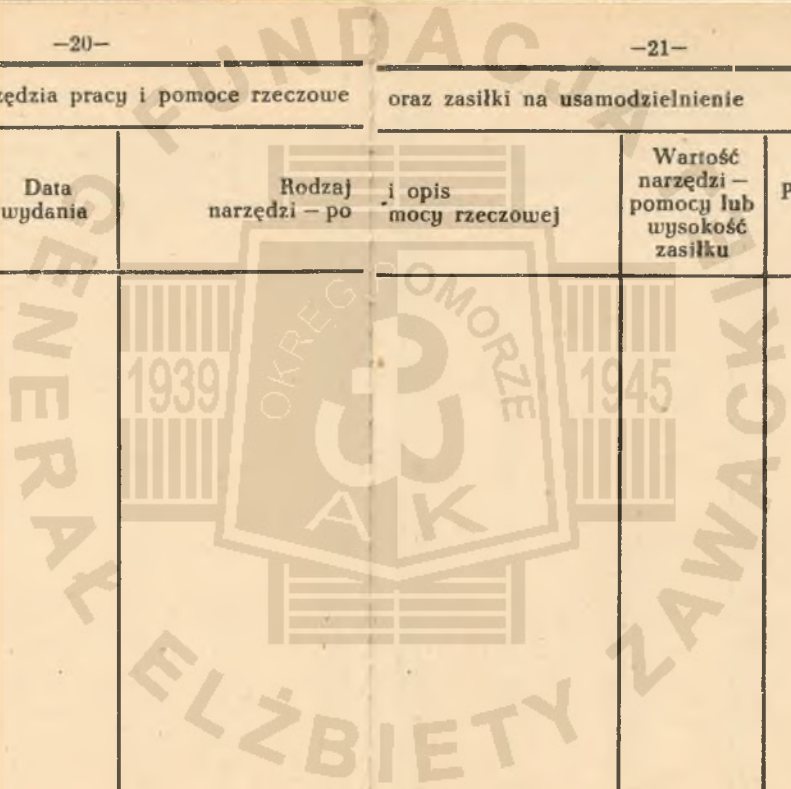 –20–
zędzia pracy i pomoce rzeczowe
Data
wydania
Rodzaj
narzędzi – po
–21–
oraz zasiłki na usamodzielnienie
i opis
mocy rzeczowej
Wartość
narzędzi –
pomocy lub
wysokość
zasiłku
P
FUNDACJA
GENERAŁ ELŻBIETY ZAWACKIEJ
OKRĘG POMORZE
1939
1945
AK